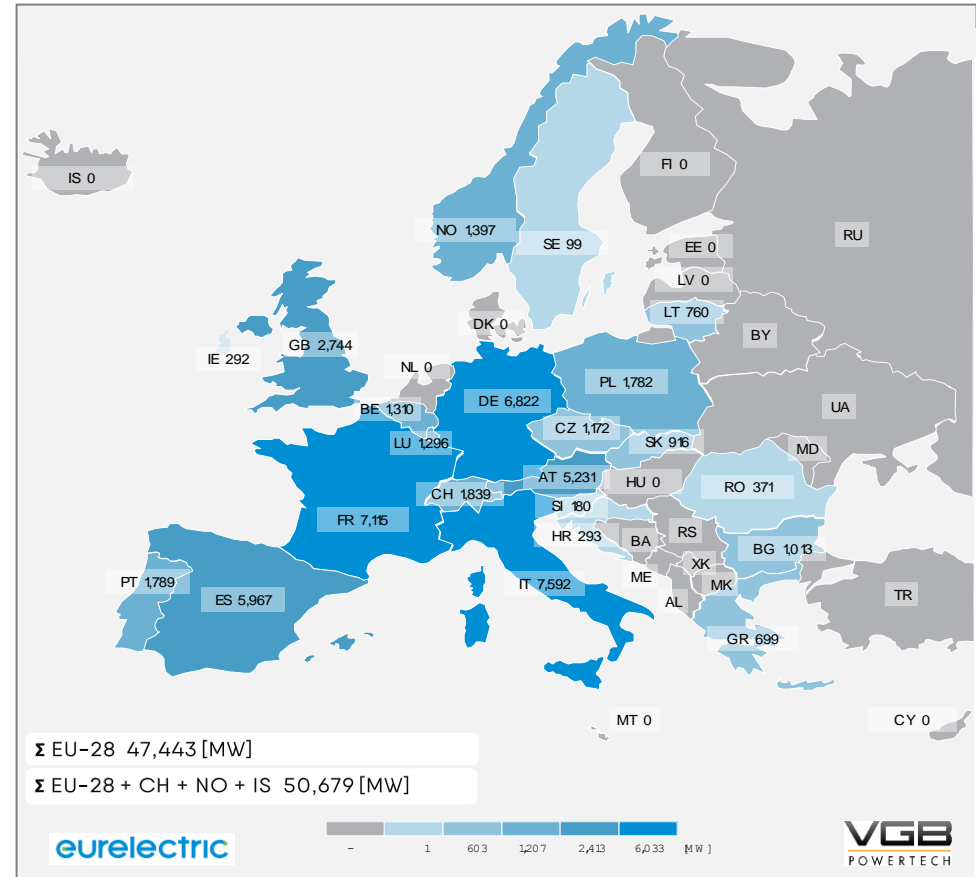 IS 0
FI 0
NO 1,397
SE 99
RU
EE 0
LV 0
LT 760
DK 0
BY
IE 292
GB 2,744
NL 0
PL 1,782
DE 6,822
BE 1,310
UA
CZ 1,172
LU 1,296
SK 916
MD
AT 5,231
HU 0
RO 371
CH 1,839
SI 180
FR 7,115
HR 293
BA
RS
BG 1,013
XK
ME
MK
PT 1,789
IT 7,592
AL
TR
ES 5,967
GR 699
MT 0
CY 0
Σ EU-28 47,443 [MW]
Σ EU-28 + CH + NO + IS 50,679 [MW]
eurelectric
– 1 603 1,207 2,413 6,033 [MW]
VGB
POWERTECH